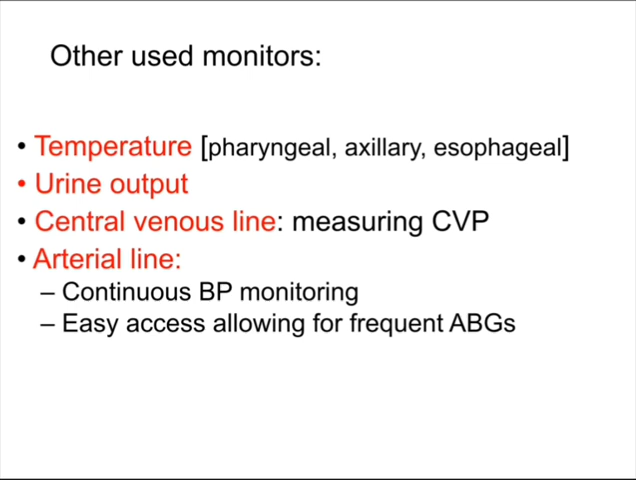 Other used monitors:
• Temperature [pharyngeal, axillary, esophageal]
• Urine output
• Central venous line: measuring CVP
• Arterial line:
– Continuous BP monitoring
– Easy access allowing for frequent ABGs